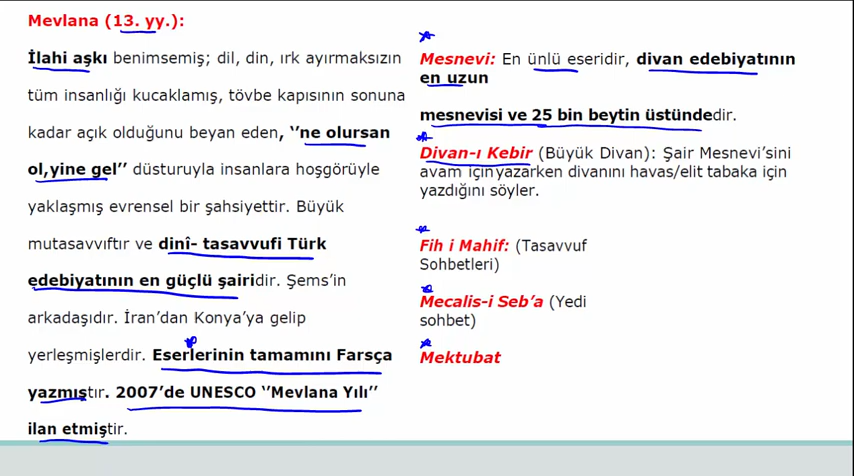 Mevlana (13. yy.):
İlahi aşkı benimsemiş; dil, din, ırk ayırmaksızın
tüm insanlığı kucaklamış, tövbe kapısının sonuna
kadar açık olduğunu beyan eden, ‘’ne olursan
ol,yine gel’’ düsturuyla insanlara hoşgörüyle
yaklaşmış evrensel bir şahsiyettir. Büyük
mutasavvıftır ve dinî- tasavvufi Türk
edebiyatının en güçlü şairidir. Şems’in
arkadaşıdır. İran’dan Konya’ya gelip
yerleşmişlerdir. Eserlerinin tamamını Farsça
yazmıştır. 2007’de UNESCO ‘’Mevlana Yılı’’
ilan etmiştir.
Mesnevi: En ünlü eseridir, divan edebiyatının
en uzun
mesnevisi ve 25 bin beytin üstündedir.
Divan-ı Kebir (Büyük Divan): Şair Mesnevi’sini
avam için yazarken divanını havas/elit tabaka için
yazdığını söyler.
Fih i Mahif: (Tasavvuf
Sohbetleri)
Mecalis-i Seb’a (Yedi
sohbet)
Mektubat